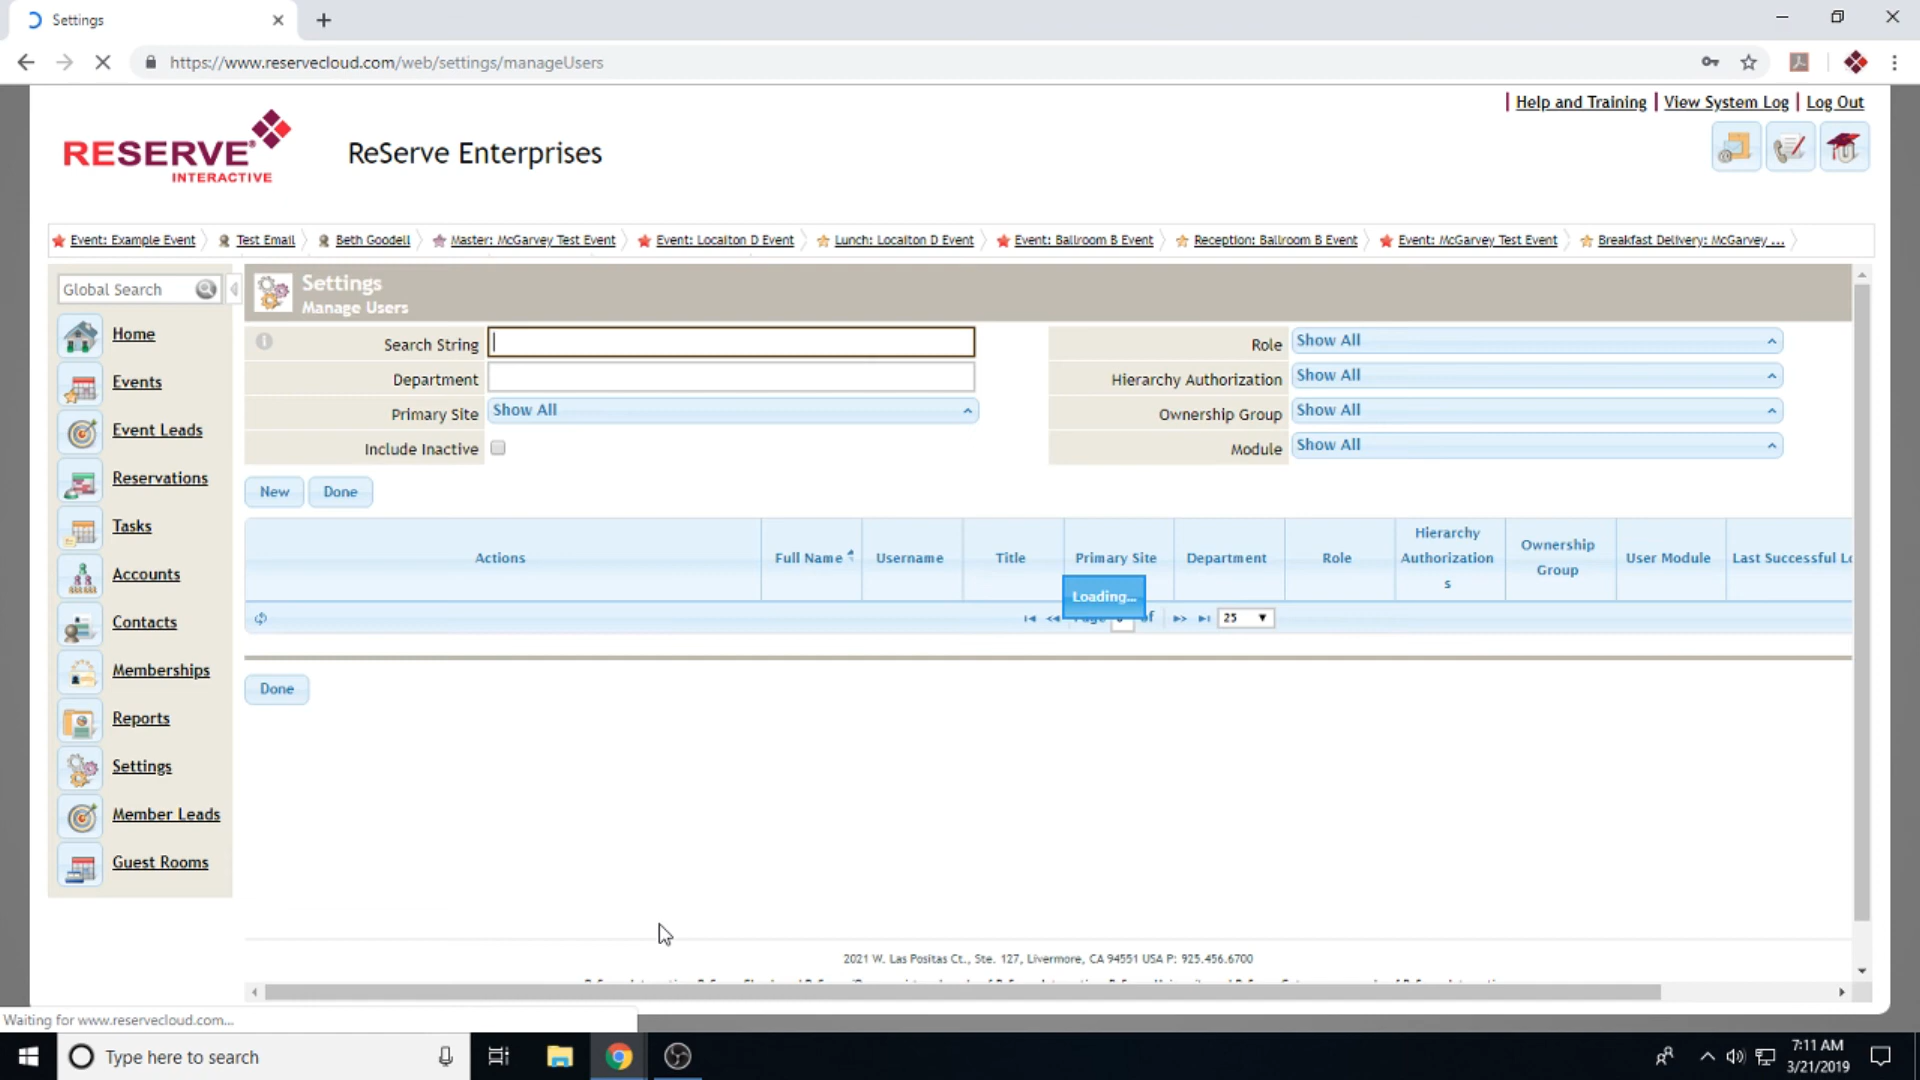 Settings
https://www.reservecloud.com/web/settings/manageUsers
Help and Training
View System Log
Log Out
RESERVE
INTERACTIVE
ReServe Enterprises
Event: Example Event
Test Email
Beth Goodell
Master: McGarvey Test Event
Event: Locaiton D Event
Lunch: Locaiton D Event
Event: Ballroom B Event
Reception: Ballroom B Event
Event: McGarvey Test Event
Breakfast Delivery: McGarvey ...
Global Search
Home
Events
Event Leads
Reservations
Tasks
Accounts
Contacts
Memberships
Reports
Settings
Member Leads
Guest Rooms
Settings
Manage Users
Search String
Role Show All
Department
Hierarchy Authorization Show All
Primary Site Show All
Ownership Group Show All
Include Inactive
Module Show All
New Done
Actions
Full Name
Username
Title
Primary Site
Department
Role
Hierarchy
Authorization
s
Ownership
Group
User Module
Last Successful Lo
Loading...
25
Done
2021 W. Las Positas Ct., Ste. 127, Livermore, CA 94551 USA P: 925.456.6700
Waiting for www.reservecloud.com...
Type here to search
7:11 AM
3/21/2019